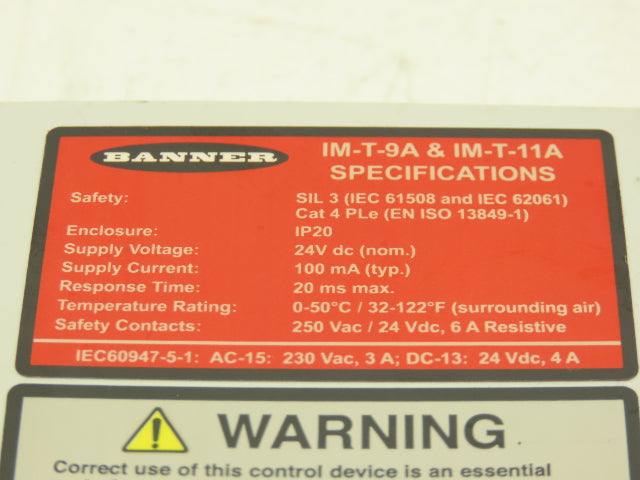 BANNER
IM-T-9A & IM-T-11A
SPECIFICATIONS
Safety: SIL 3 (IEC 61508 and IEC 62061)
Cat 4 PLe (EN ISO 13849-1)
Enclosure: IP20
Supply Voltage: 24V dc (nom.)
Supply Current: 100 mA (typ.)
Response Time: 20 ms max.
Temperature Rating: 0-50°C / 32-122°F (surrounding air)
Safety Contacts: 250 Vac / 24 Vdc, 6 A Resistive
IEC60947-5-1: AC-15: 230 Vac, 3 A; DC-13: 24 Vdc, 4 A
WARNING
Correct use of this control device is an essential